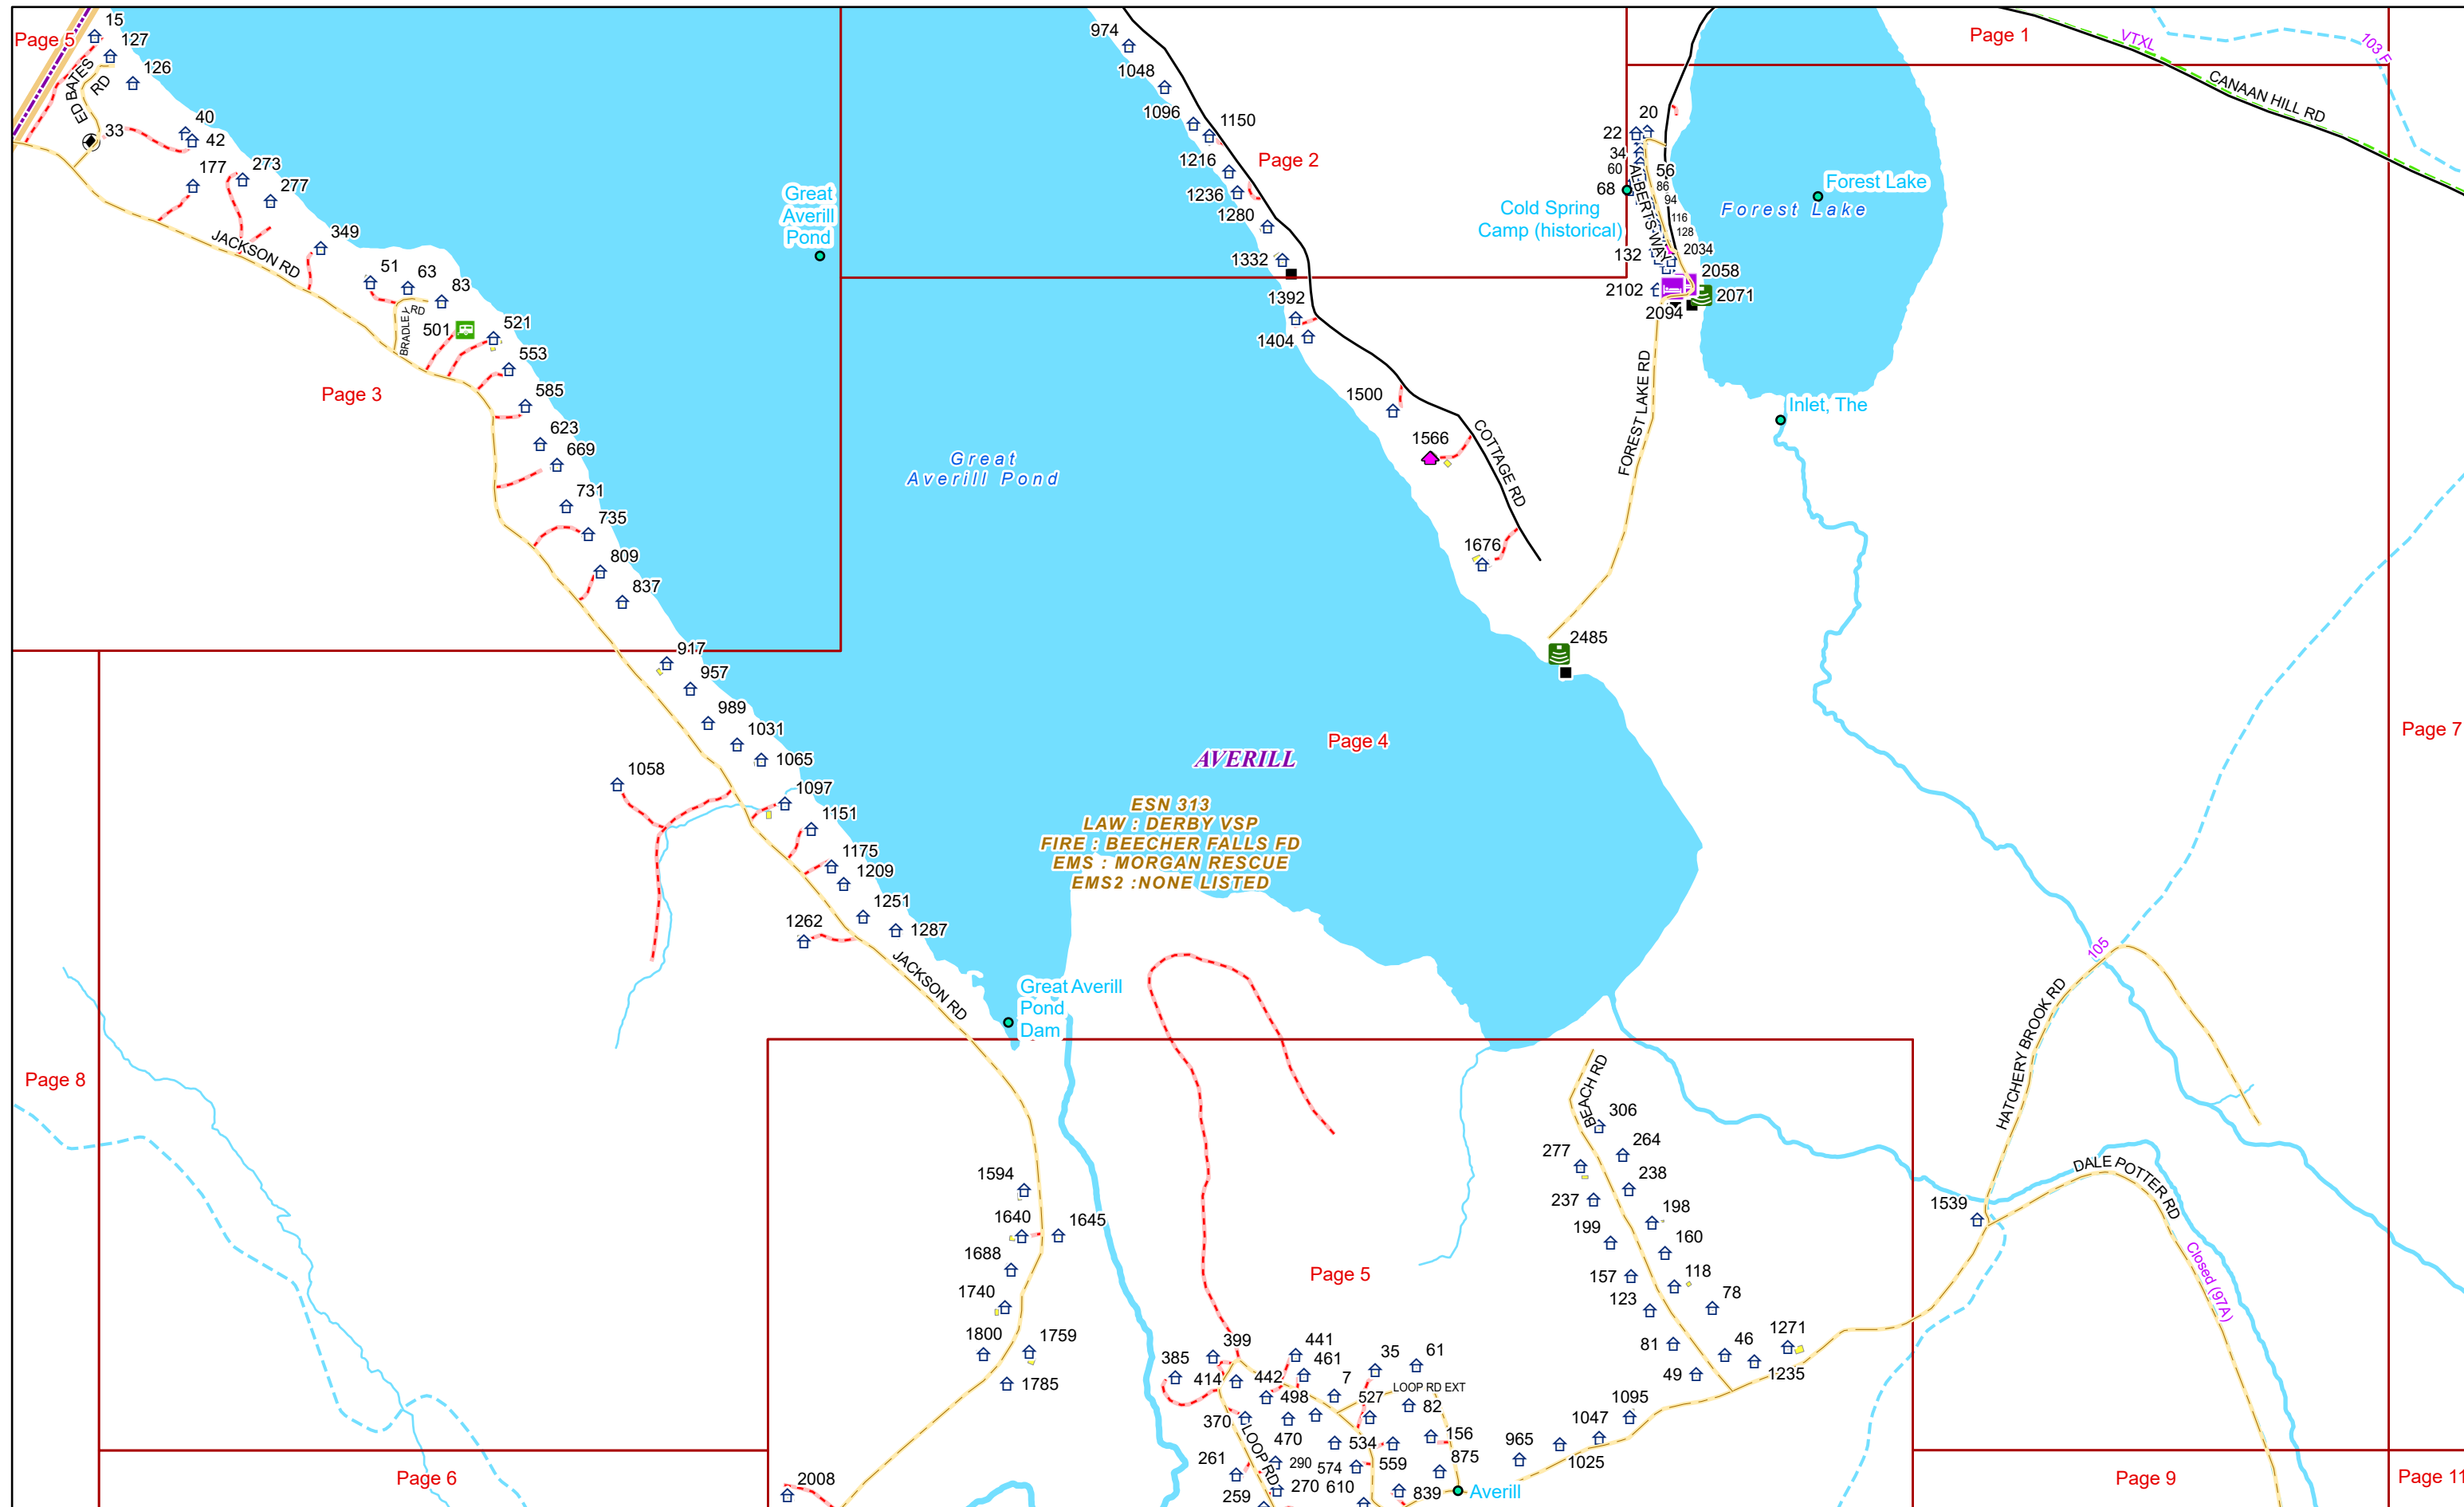 15
Page 5
127
126
ED BATES
RD
33
40
42
177
273
277
349
JACKSON RD
51
63
83
BRADLEY RD
501
521
553
585
Page 3
623
669
731
735
809
837
Great
Averill
Pond
974
1048
1096
1150
1216
Page 2
1236
1280
1332
1392
1404
1500
1566
COTTAGE RD
1676
Great
Averill Pond
Page 1
VTXL
103 F
CANAAN HILL RD
20
22
34
60
56
68
86
94
116
128
132
2034
ALBERTS WAY
2058
2102
2071
2094
Cold Spring
Camp (historical)
Forest Lake
Forest Lake
FOREST LAKE RD
Inlet, The
2485
917
957
989
1031
1065
1058
1097
1151
1175
1209
1251
1262
1287
JACKSON RD
AVERILL
Page 4
ESN 313
LAW : DERBY VSP
FIRE : BEECHER FALLS FD
EMS : MORGAN RESCUE
EMS2 :NONE LISTED
Page 7
Great Averill
Pond
Dam
105
HATCHERY BROOK RD
Page 8
BEACH RD
306
264
277
238
237
198
199
160
157
118
123
78
81
46
1271
49
1235
1539
DALE POTTER RD
Closed (97A)
1594
1640
1645
1688
1740
1759
1800
1785
Page 5
399
441
385
461
35
61
414
442
7
LOOP RD EXT
498
527
82
370
470
534
156
LOOP RD
261
290
574
559
875
965
1095
1047
1025
259
270
610
839
Averill
2008
Page 6
Page 9
Page 11